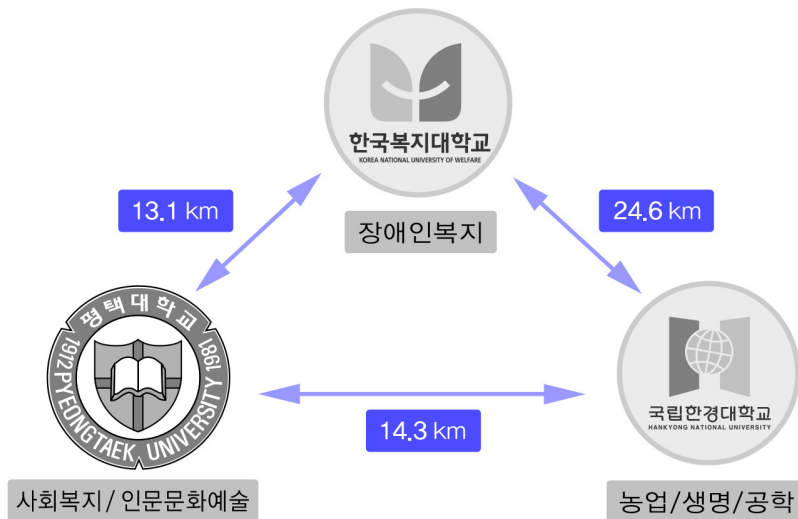 한국복지대학교
KOREA NATIONAL UNIVERSITY OF WELFARE
13.1 km
24.6 km
장애인복지
평택대학교
1912 PYEONGTAEK UNIVERSITY 1981
국립한경대학교
HANKYONG NATIONAL UNIVERSITY
14.3 km
사회복지/인문문화예술
농업/생명/공학